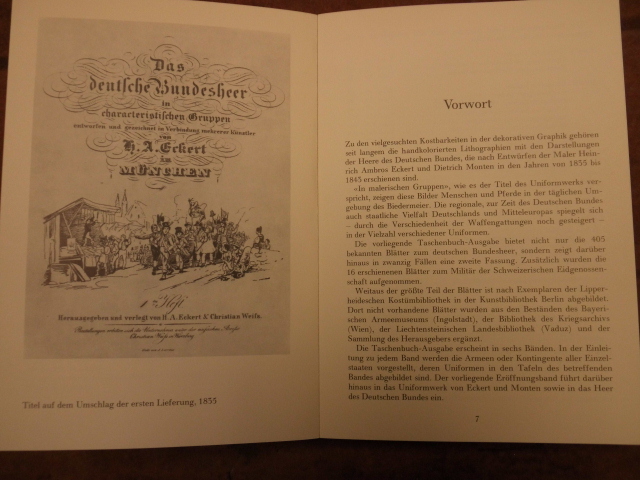 Das
deutsche Bundesheer
in
characteristischen Gruppen
entworfen und gezeichnet in Verbindung mehrerer Künstler
von
H. A. Eckert
in
MÜNCHEN
1tes Heft
Herausgegeben und verlegt von H. A. Eckert & Christian Weiß.
Titel auf dem Umschlag der ersten Lieferung, 1835
Vorwort
Zu den vielgesuchten Kostbarkeiten in der dekorativen Graphik gehören
seit langem die handkolorierten Lithographien mit den Darstellungen
der Heere des Deutschen Bundes, die nach Entwürfen der Maler Hein-
rich Ambros Eckert und Dietrich Monten in den Jahren von 1835 bis
1843 erschienen sind.
«In malerischen Gruppen», wie es der Titel des Uniformwerks ver-
spricht, zeigen diese Bilder Menschen und Pferde in der täglichen Um-
gebung des Biedermeier. Die regionale, zur Zeit des Deutschen Bundes
auch staatliche Vielfalt Deutschlands und Mitteleuropas spiegelt sich
– durch die Verschiedenheit der Waffengattungen noch gesteigert –
in der Vielzahl verschiedener Uniformen.
Die vorliegende Taschenbuch-Ausgabe bietet nicht nur die 405
bekannten Blätter zum deutschen Bundesheer, sondern zeigt darüber
hinaus in zwanzig Fällen eine zweite Fassung. Zusätzlich wurden die
16 erschienenen Blätter zum Militär der Schweizerischen Eidgenossen-
schaft aufgenommen.
Weitaus der größte Teil der Blätter ist nach Exemplaren der Lipper-
heideschen Kostümbibliothek in der Kunstbibliothek Berlin abgebildet.
Dort nicht vorhandene Blätter wurden aus den Beständen des Bayeri-
schen Armeemuseums (Ingolstadt), der Bibliothek des Kriegsarchivs
(Wien), der Liechtensteinischen Landesbibliothek (Vaduz) und der
Sammlung des Herausgebers ergänzt.
Die Taschenbuch-Ausgabe erscheint in sechs Bänden. In der Einlei-
tung zu jedem Band werden die Armeen oder Kontingente aller Einzel-
staaten vorgestellt, deren Uniformen in den Tafeln des betreffenden
Bandes abgebildet sind. Der vorliegende Eröffnungsband führt darüber
hinaus in das Uniformwerk von Eckert und Monten sowie in das Heer
des Deutschen Bundes ein.
7